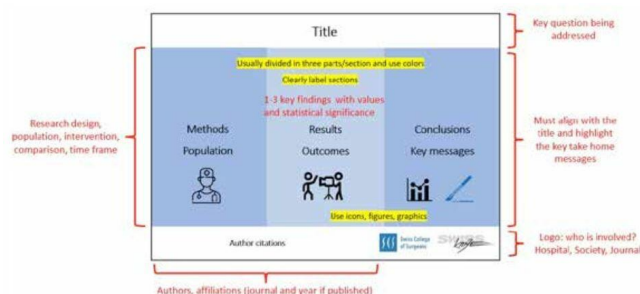 Title
Key question being
addressed
Usually divided in three parts/section and use colors
Clearly label sections
1-3 key findings with values
and statistical significance
Research design,
population, intervention,
comparison, time frame
Methods
Population
Results
Outcomes
Conclusions
Key messages
Must align with the
title and highlight
the key take home
messages
Use icons, figures, graphics
Author citations
SCS
Swiss College
of Surgeons
SWISS
Logo: who is involved?
Hospital, Society, Journal
Authors, affiliations (journal and year if published)